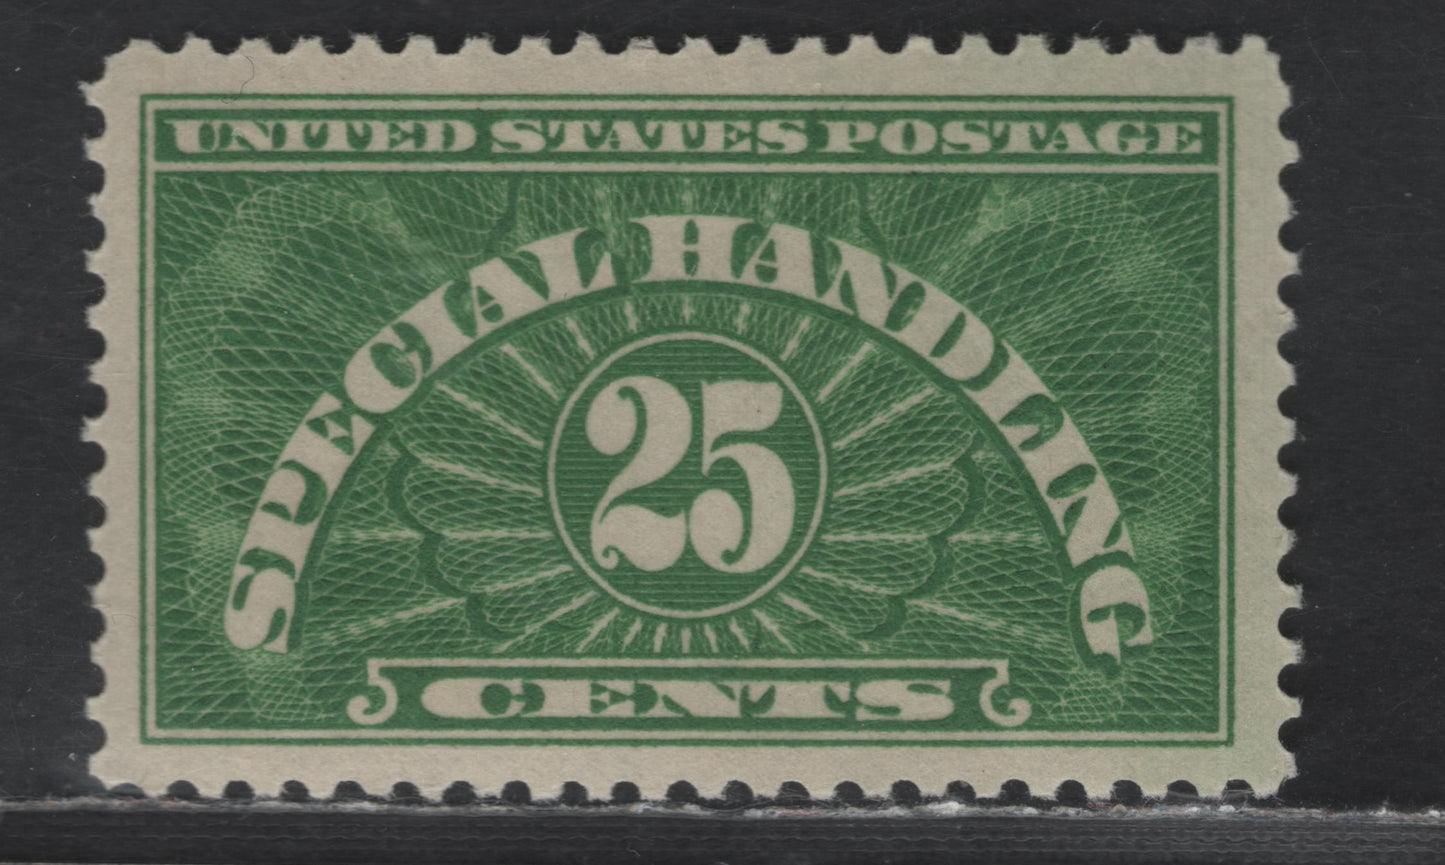 UNITED STATES POSTAGE
SPECIAL HANDLING
25
CENTS